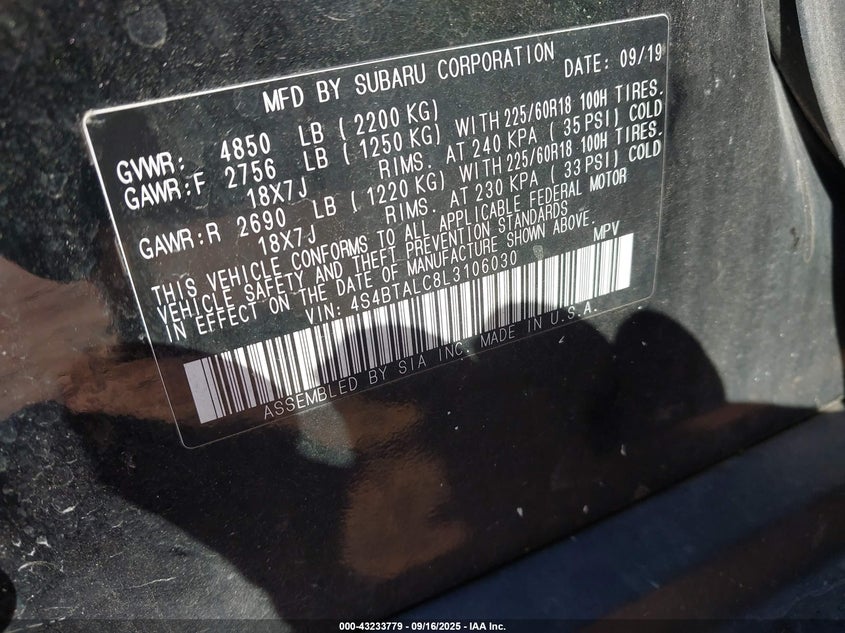 MFD BY SUBARU CORPORATION DATE: 09/19
GVWR: 4850 LB (2200 KG)
GAWR:F 2756 LB (1250 KG) WITH 225/60R18 100H TIRES.
18X7J RIMS. AT 240 KPA (35 PSI) COLD
GAWR:R 2690 LB (1220 KG) WITH 225/60R18 100H TIRES.
18X7J RIMS. AT 230 KPA (33 PSI) COLD
THIS VEHICLE CONFORMS TO ALL APPLICABLE FEDERAL MOTOR
VEHICLE SAFETY AND THEFT PREVENTION STANDARDS
IN EFFECT ON THE DATE OF MANUFACTURE SHOWN ABOVE.
VIN: 4S4BTALC8L3106030 MPV
ASSEMBLED BY SIA INC. MADE IN U.S.A.
000-43233779 - 09/16/2025 - IAA Inc.